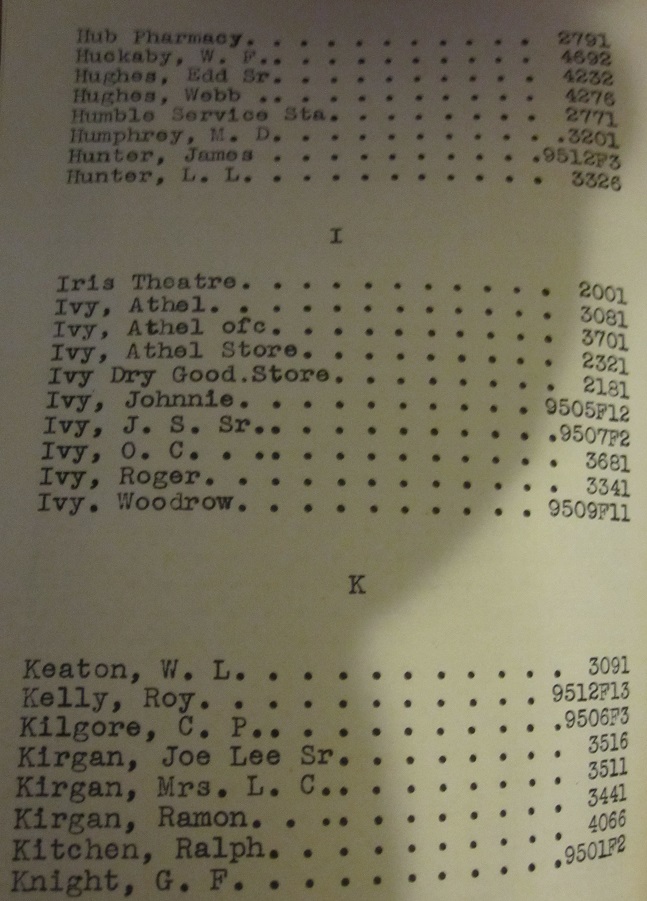 Hub Pharmacy. . . . . . . . . . . 2791
Huckaby, W. F. . . . . . . . . . . 4692
Hughes, Edd Sr. . . . . . . . . . 4232
Hughes, Webb .. . . . . . . . . . 4276
Humble Service Sta. . . . . . . . 2771
Humphrey, M. D. . . . . . . . . . .3201
Hunter, James . . . . . . . . . .9512F3
Hunter, L. L. . . . . . . . . . . 3326
I
Iris Theatre. . . . . . . . . . . 2001
Ivy, Athel. . . . . . . . . . . . 3081
Ivy, Athel ofc. . . . . . . . . . 3701
Ivy, Athel Store. . . . . . . . . 2321
Ivy Dry Good.Store. . . . . . . . 2181
Ivy, Johnnie. . . . . . . . . . 9505F12
Ivy, J. S. Sr.. . . . . . . . . .9507F2
Ivy, O. C. . .. . . . . . . . . . 3681
Ivy, Roger. . . . . . . . . . . . 3341
Ivy. Woodrow. . . . . . . . . . 9509F11
K
Keaton, W. L. . . . . . . . . . . 3091
Kelly, Roy. . . . . . . . . . . 9512F13
Kilgore, C. P.. . . . . . . . . .9506F3
Kirgan, Joe Lee Sr. . . . . . . . 3516
Kirgan, Mrs. L. C.. . . . . . . . 3511
Kirgan, Ramon. . .. . . . . . . . 3441
Kitchen, Ralph. . . . . . . . . . 4066
Knight, G. F. . . . . . . . . . .9501F2